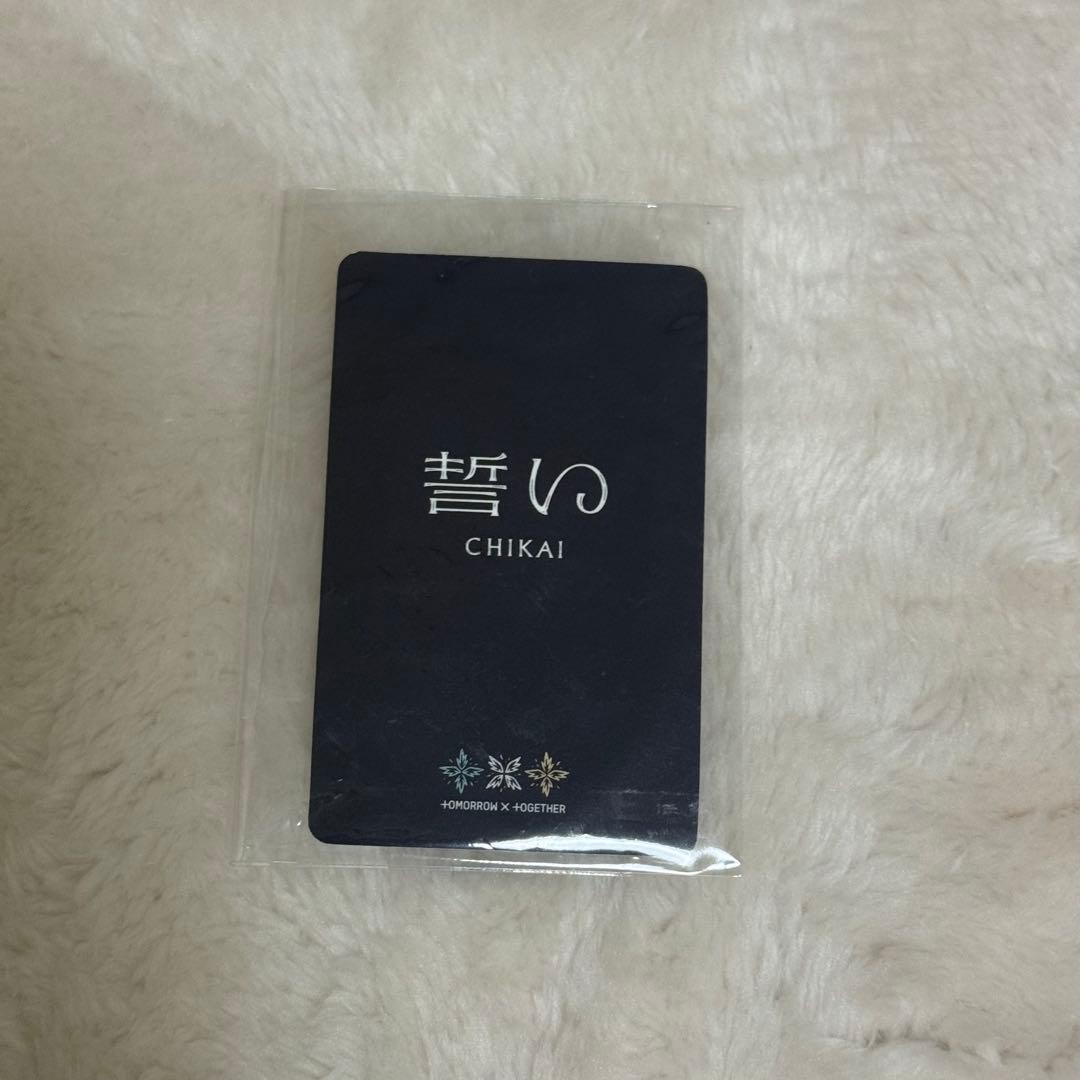 誓い
CHIKAI
TOMORROW X TOGETHER